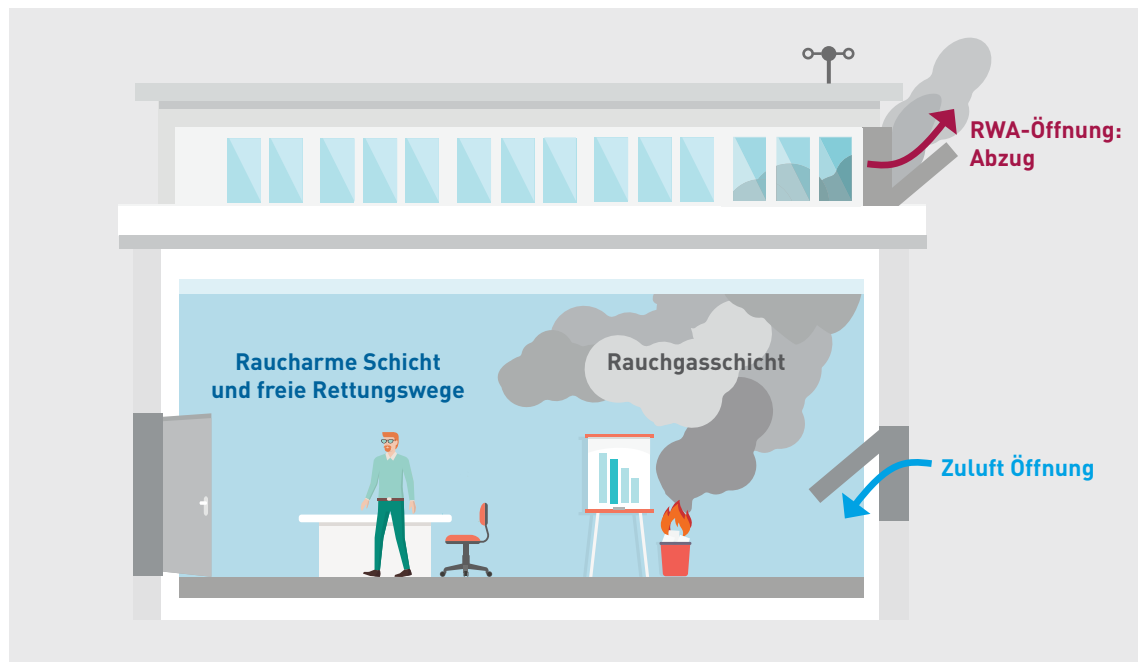 RWA-Öffnung:
Abzug
Raucharme Schicht
und freie Rettungswege
Rauchgasschicht
Zuluft Öffnung